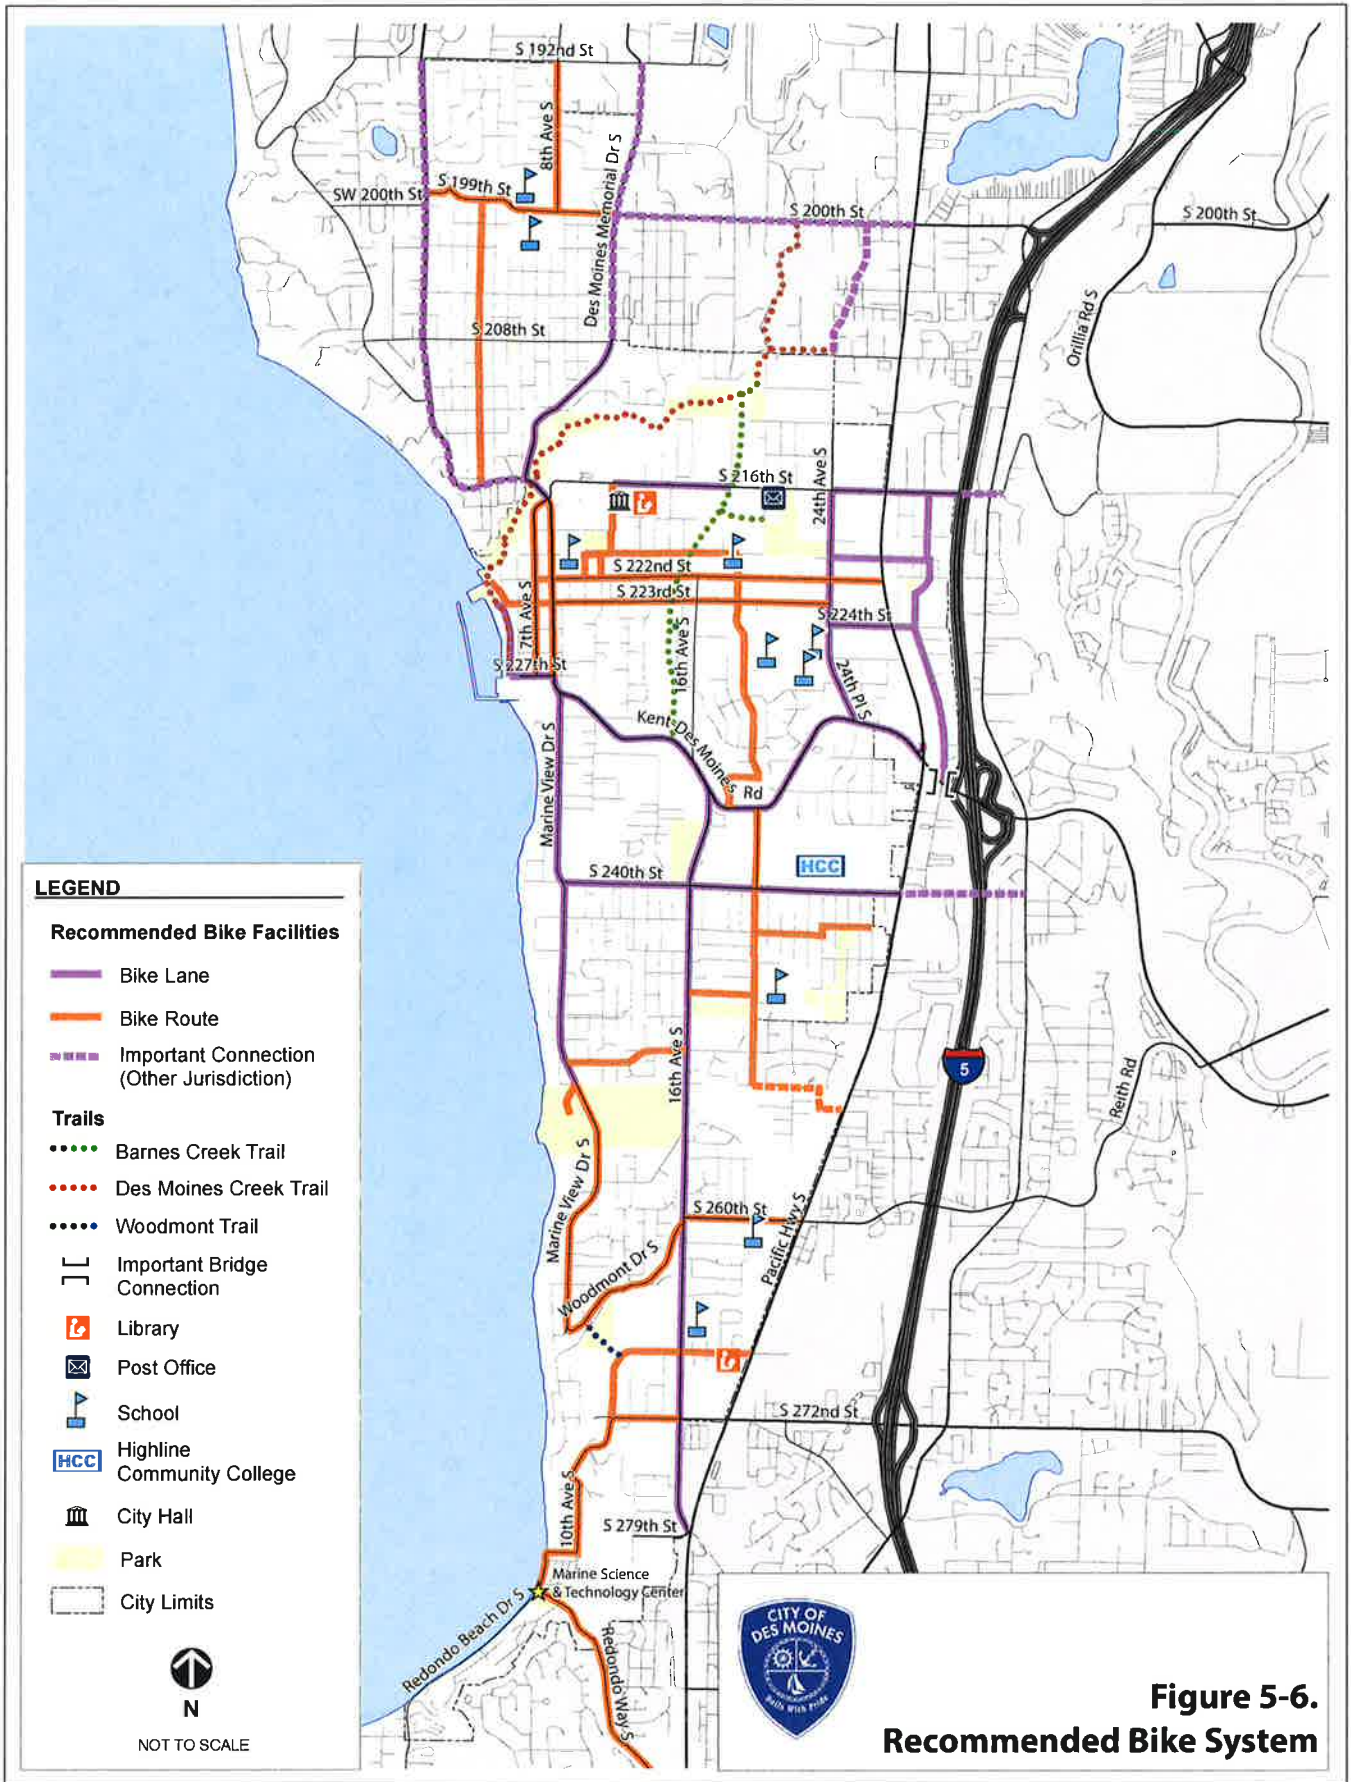 S 192nd St
8th Ave S
Des Moines Memorial Dr S
SW 200th St
S 199th St
S 200th St
S 200th St
S 208th St
Orillia Rd S
S 216th St
24th Ave S
S 222nd St
S 223rd St
7th Ave S
16th Ave S
S 224th St
S 227th St
24th Pl S
Kent-Des Moines Rd
Marine View Dr S
S 240th St
HCC
16th Ave S
5
Reith Rd
Marine View Dr S
S 260th St
Woodmont Dr S
Pacific Hwy S
S 272nd St
10th Ave S
S 279th St
Marine Science
& Technology Center
Redondo Beach Dr S
Redondo Way S
LEGEND
Recommended Bike Facilities
Bike Lane
Bike Route
Important Connection
(Other Jurisdiction)
Trails
Barnes Creek Trail
Des Moines Creek Trail
Woodmont Trail
Important Bridge
Connection
Library
Post Office
School
HCC
Highline
Community College
City Hall
Park
City Limits
N
NOT TO SCALE
CITY OF
DES MOINES
Figure 5-6.
Recommended Bike System